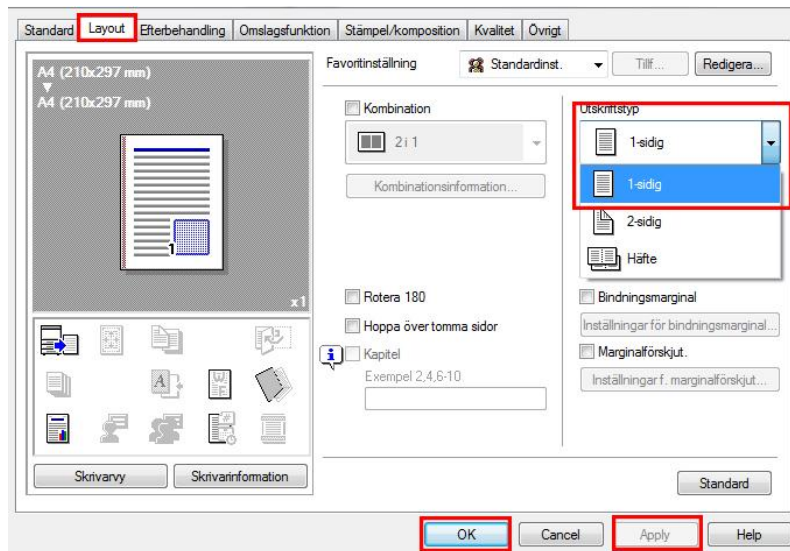 Standard Layout Efterbehandling Omslagsfunktion Stämpel/komposition Kvalitet Övrigt
A4 (210x297 mm)
A4 (210x297 mm)
1
x1
Skrivarvy Skrivarinformation
Favoritinställning Standardinst. Tillf... Redigera...
Kombination
2 i 1
Kombinationsinformation...
Rotera 180
Hoppa över tomma sidor
Kapitel
Exempel 2,4,6-10
Utskriftstyp
1-sidig
1-sidig
2-sidig
Häfte
Bindningsmarginal
Inställningar för bindningsmarginal...
Marginalförskjut.
Inställningar f. marginalförskjut...
Standard
OK Cancel Apply Help